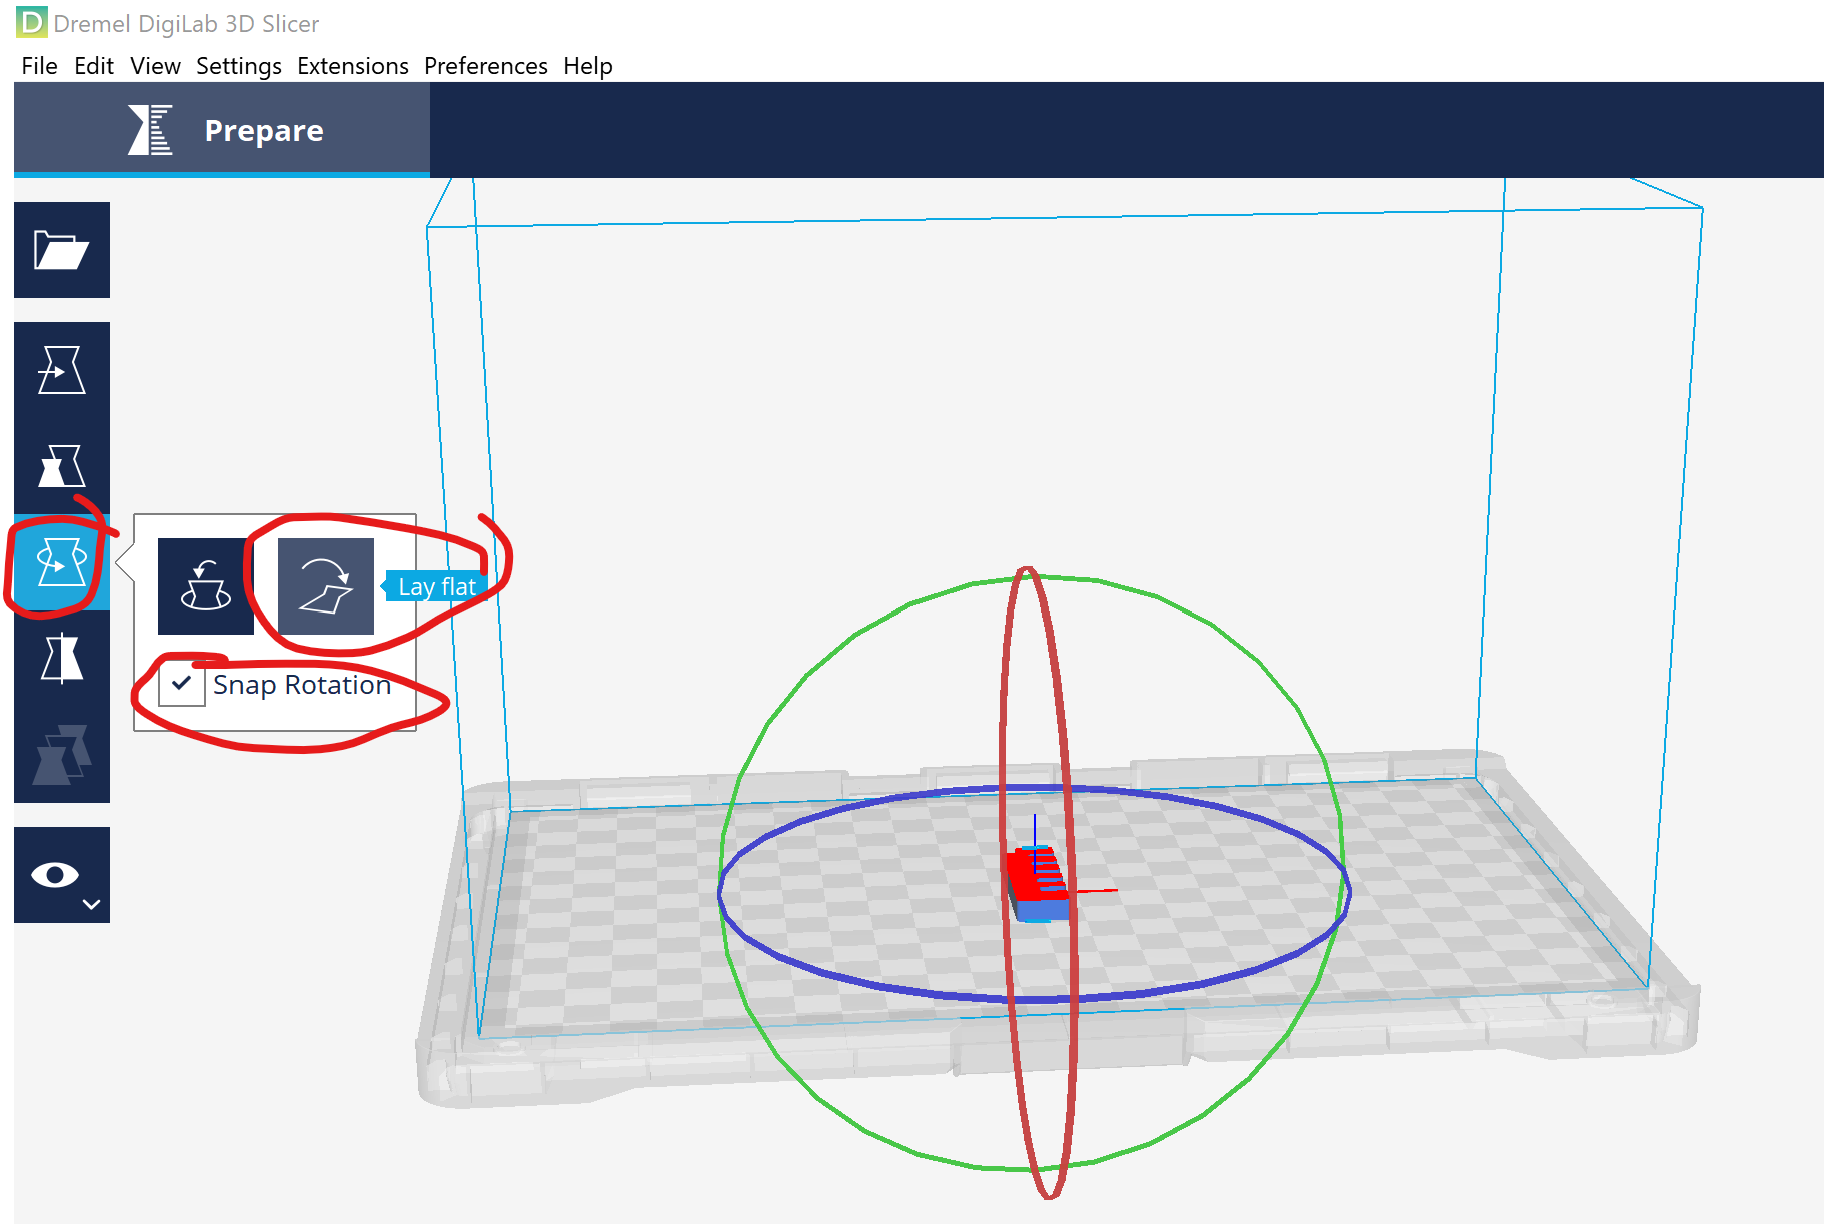 D Dremel DigiLab 3D Slicer
File Edit View Settings Extensions Preferences Help
Prepare
Lay flat
Snap Rotation